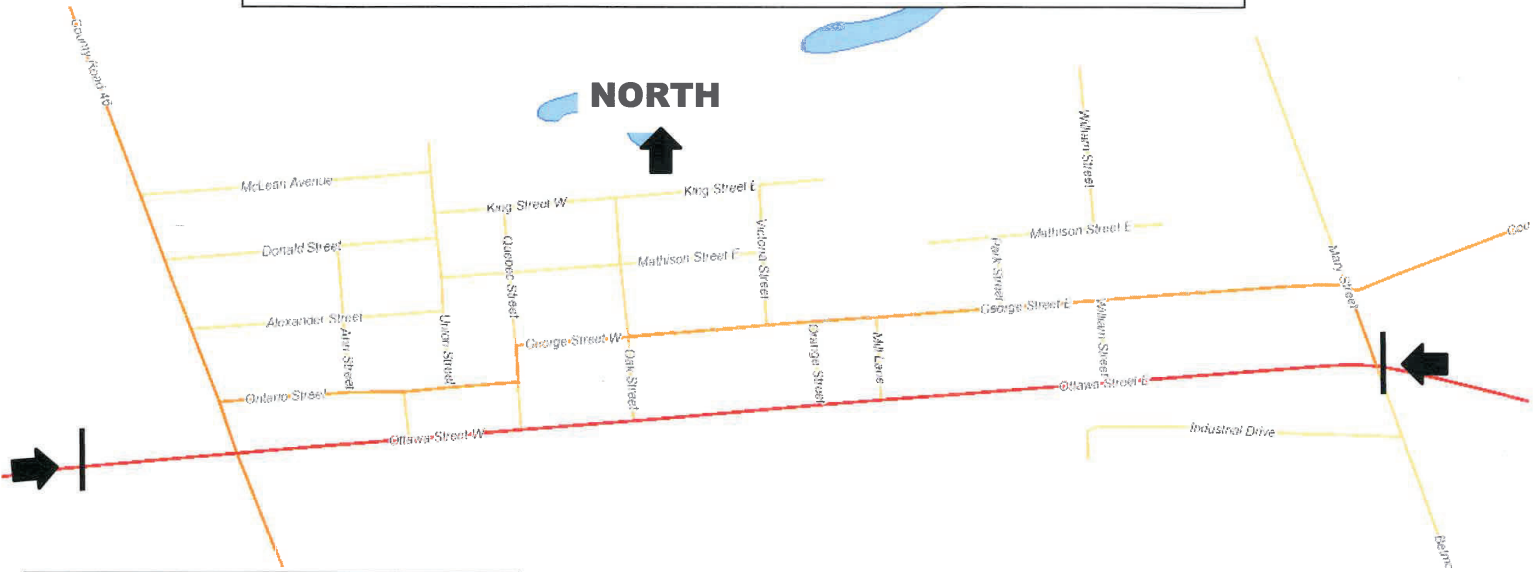 County Road 46
NORTH
McLean Avenue
King Street W
King Street E
William Street
Donald Street
Quebec Street
Mathison Street E
Victoria Street
Mathison Street E
Park Street
Mary Street
Alexander Street
Ann Street
Union Street
George Street W
Oak Street
Orange Street
Mill Lane
George Street E
William Street
Ontario Street
Ottawa Street W
Ottawa Street E
Industrial Drive